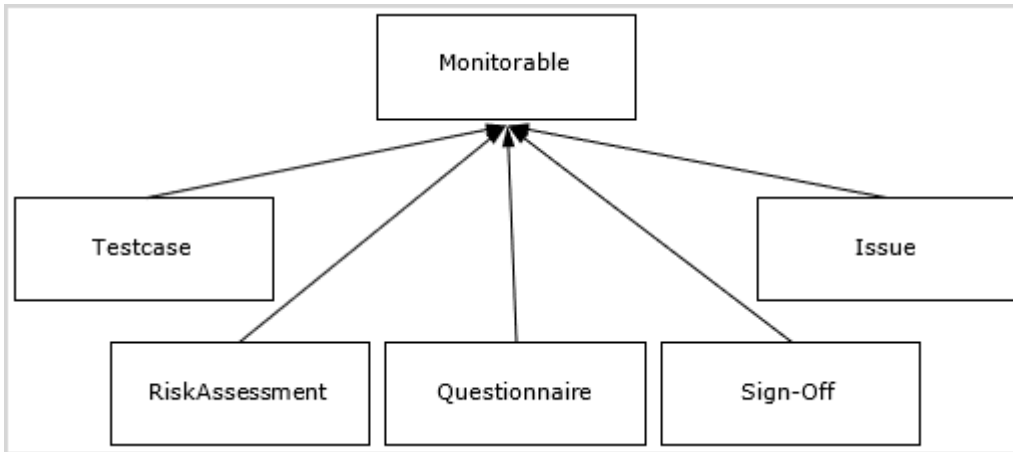 Monitorable
Testcase
Issue
RiskAssessment
Questionnaire
Sign-Off